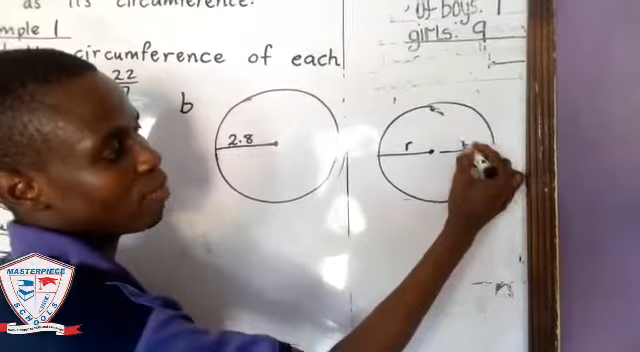 as its circumference.
mple 1
circumference of each
22
7
b
2.8
r
of boys.
girls. 9
MASTERPIECE
SCHOOLS